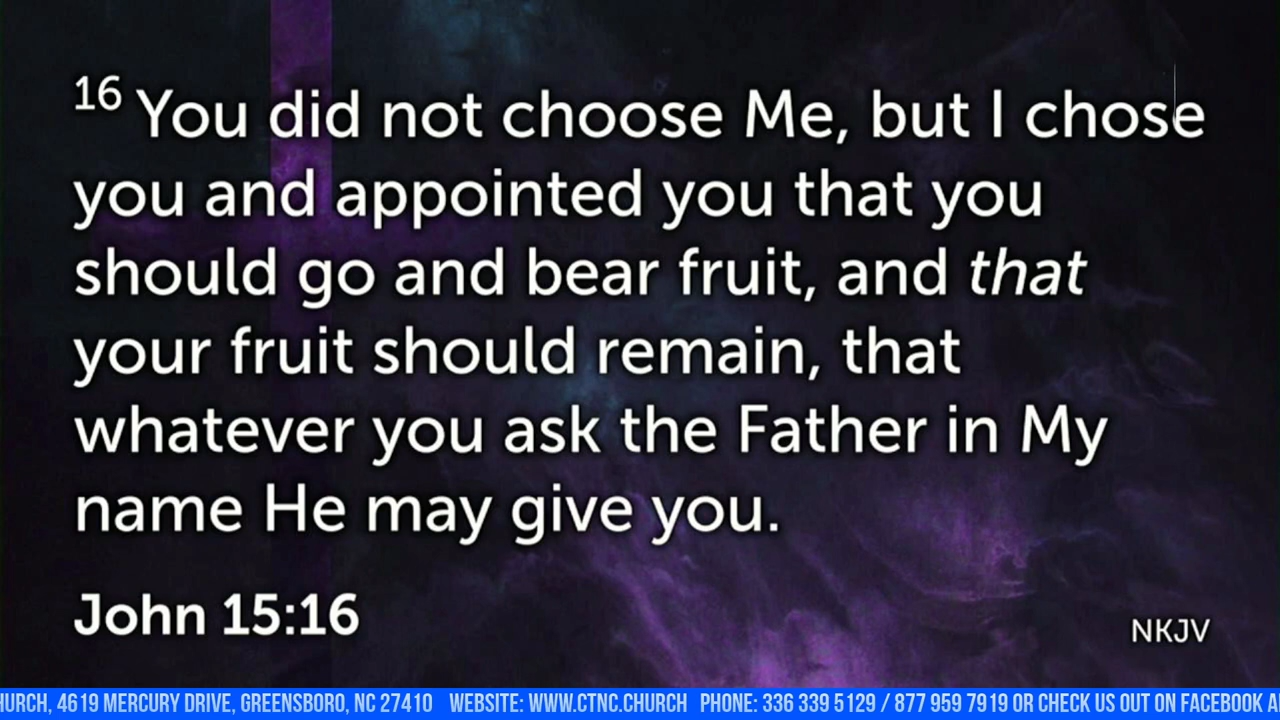 16 You did not choose Me, but I chose
you and appointed you that you
should go and bear fruit, and that
your fruit should remain, that
whatever you ask the Father in My
name He may give you.
John 15:16
NKJV
HURCH, 4619 MERCURY DRIVE, GREENSBORO, NC 27410 WEBSITE: WWW.CTNC.CHURCH PHONE: 336 339 5129 / 877 959 7919 OR CHECK US OUT ON FACEBOOK A